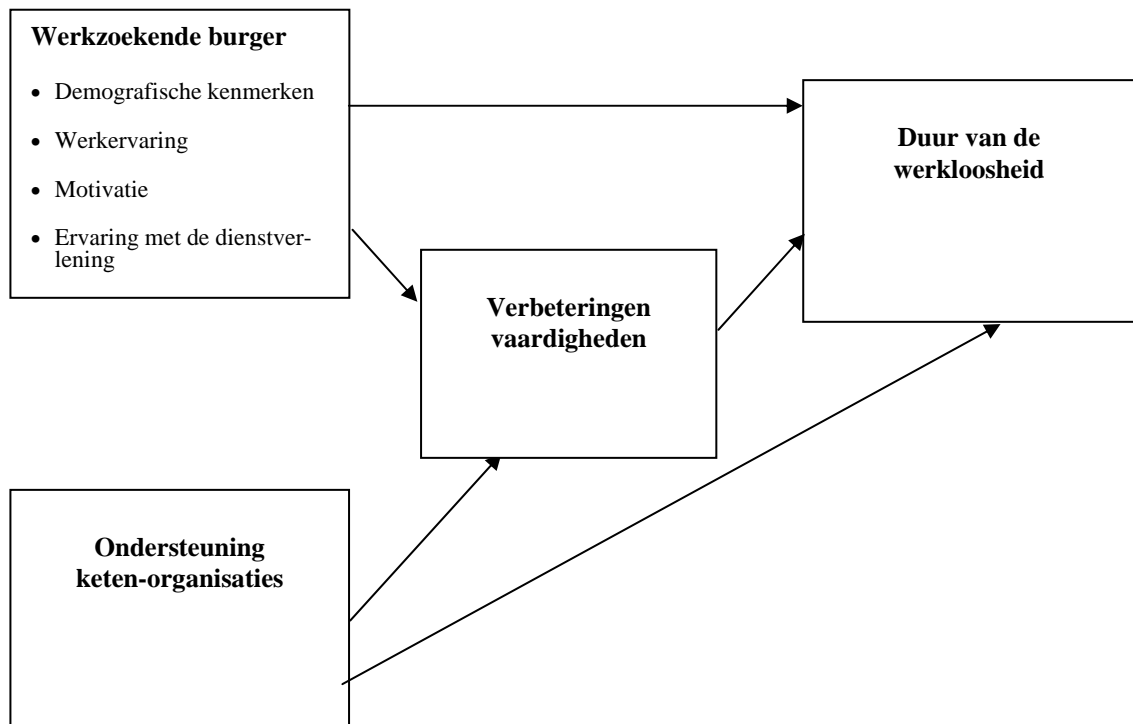 Werkzoekende burger
• Demografische kenmerken
• Werkervaring
• Motivatie
• Ervaring met de dienstver-
lening
Duur van de
werkloosheid
Verbeteringen
vaardigheden
Ondersteuning
keten-organisaties